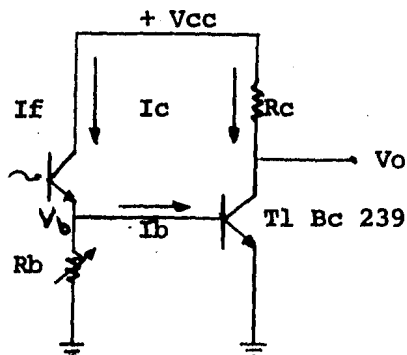 + Vcc
If Ic Rc
Vo
Vb
Ib T1 Bc 239
Rb